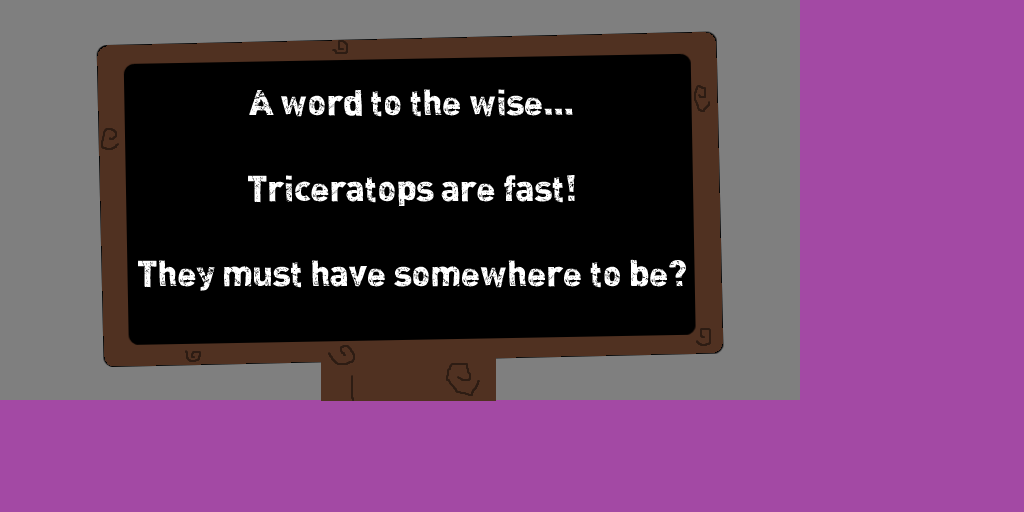 A word to the wise...
Triceratops are fast!
They must have somewhere to be?